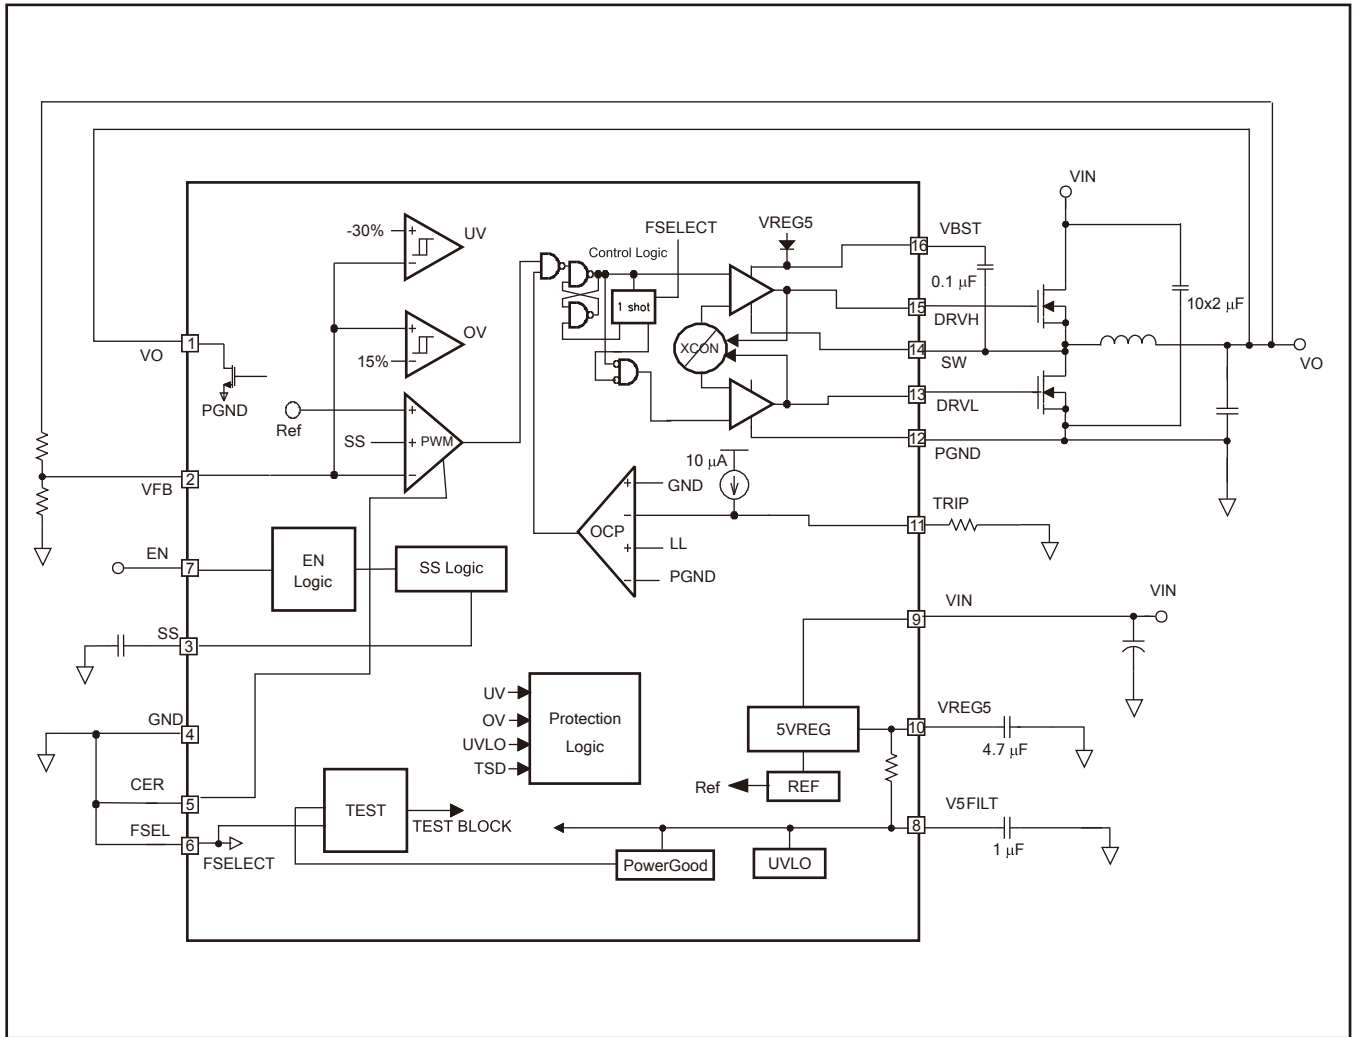 VIN
FSELECT
VREG5
VBST
-30%
+
UV
−
Control Logic
16
0.1 μF
10x2 μF
1 shot
15
DRVH
+
OV
15%
−
XCON
14
SW
VO
1
VO
PGND
13
DRVL
Ref
+
SS
+
PWM
−
12
PGND
2
VFB
10 μA
+
GND
−
TRIP
11
OCP
+
LL
−
PGND
EN
7
EN
Logic
SS Logic
VIN
VIN
9
SS
3
UV
OV
UVLO
TSD
Protection
Logic
GND
4
5VREG
VREG5
10
4.7 μF
CER
5
Ref
REF
TEST
TEST BLOCK
V5FILT
8
1 μF
FSEL
6
FSELECT
PowerGood
UVLO